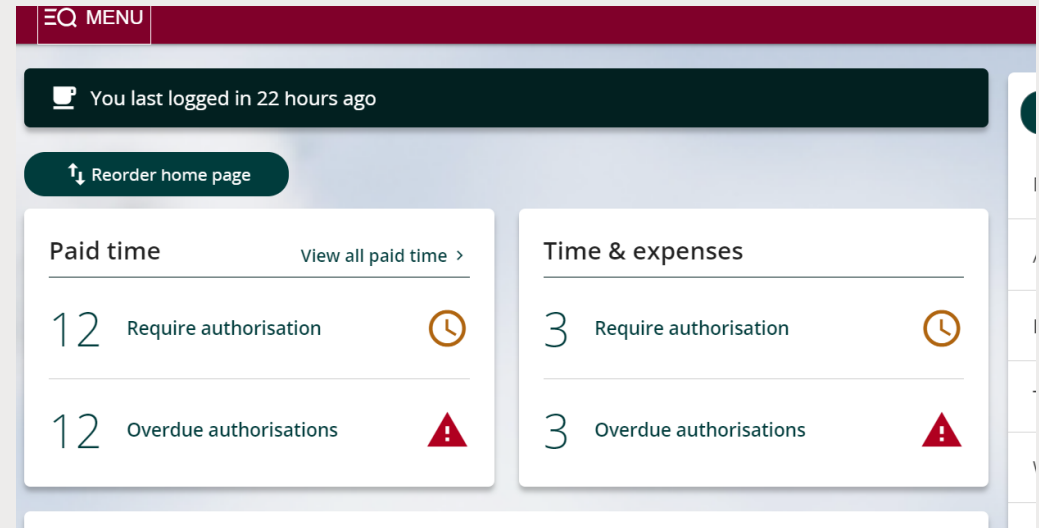 MENU
You last logged in 22 hours ago
Reorder home page
Paid time
View all paid time >
12 Require authorisation
12 Overdue authorisations
Time & expenses
3 Require authorisation
3 Overdue authorisations